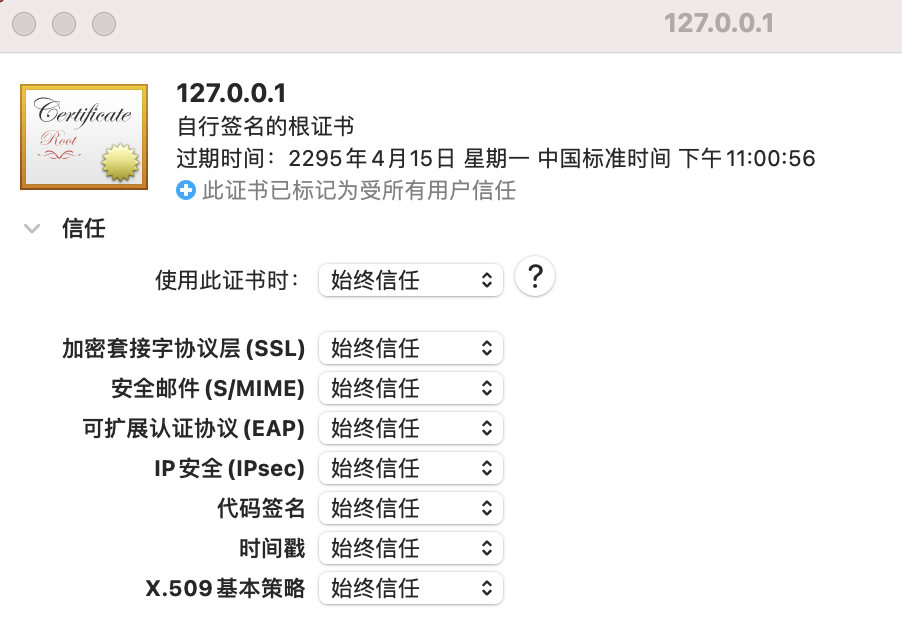 127.0.0.1
Certificate
Root
127.0.0.1
自行签名的根证书
过期时间：2295年4月15日 星期一 中国标准时间 下午11:00:56
此证书已标记为受所有用户信任
信任
使用此证书时： 始终信任 ?
加密套接字协议层 (SSL) 始终信任
安全邮件 (S/MIME) 始终信任
可扩展认证协议 (EAP) 始终信任
IP 安全 (IPsec) 始终信任
代码签名 始终信任
时间戳 始终信任
X.509 基本策略 始终信任